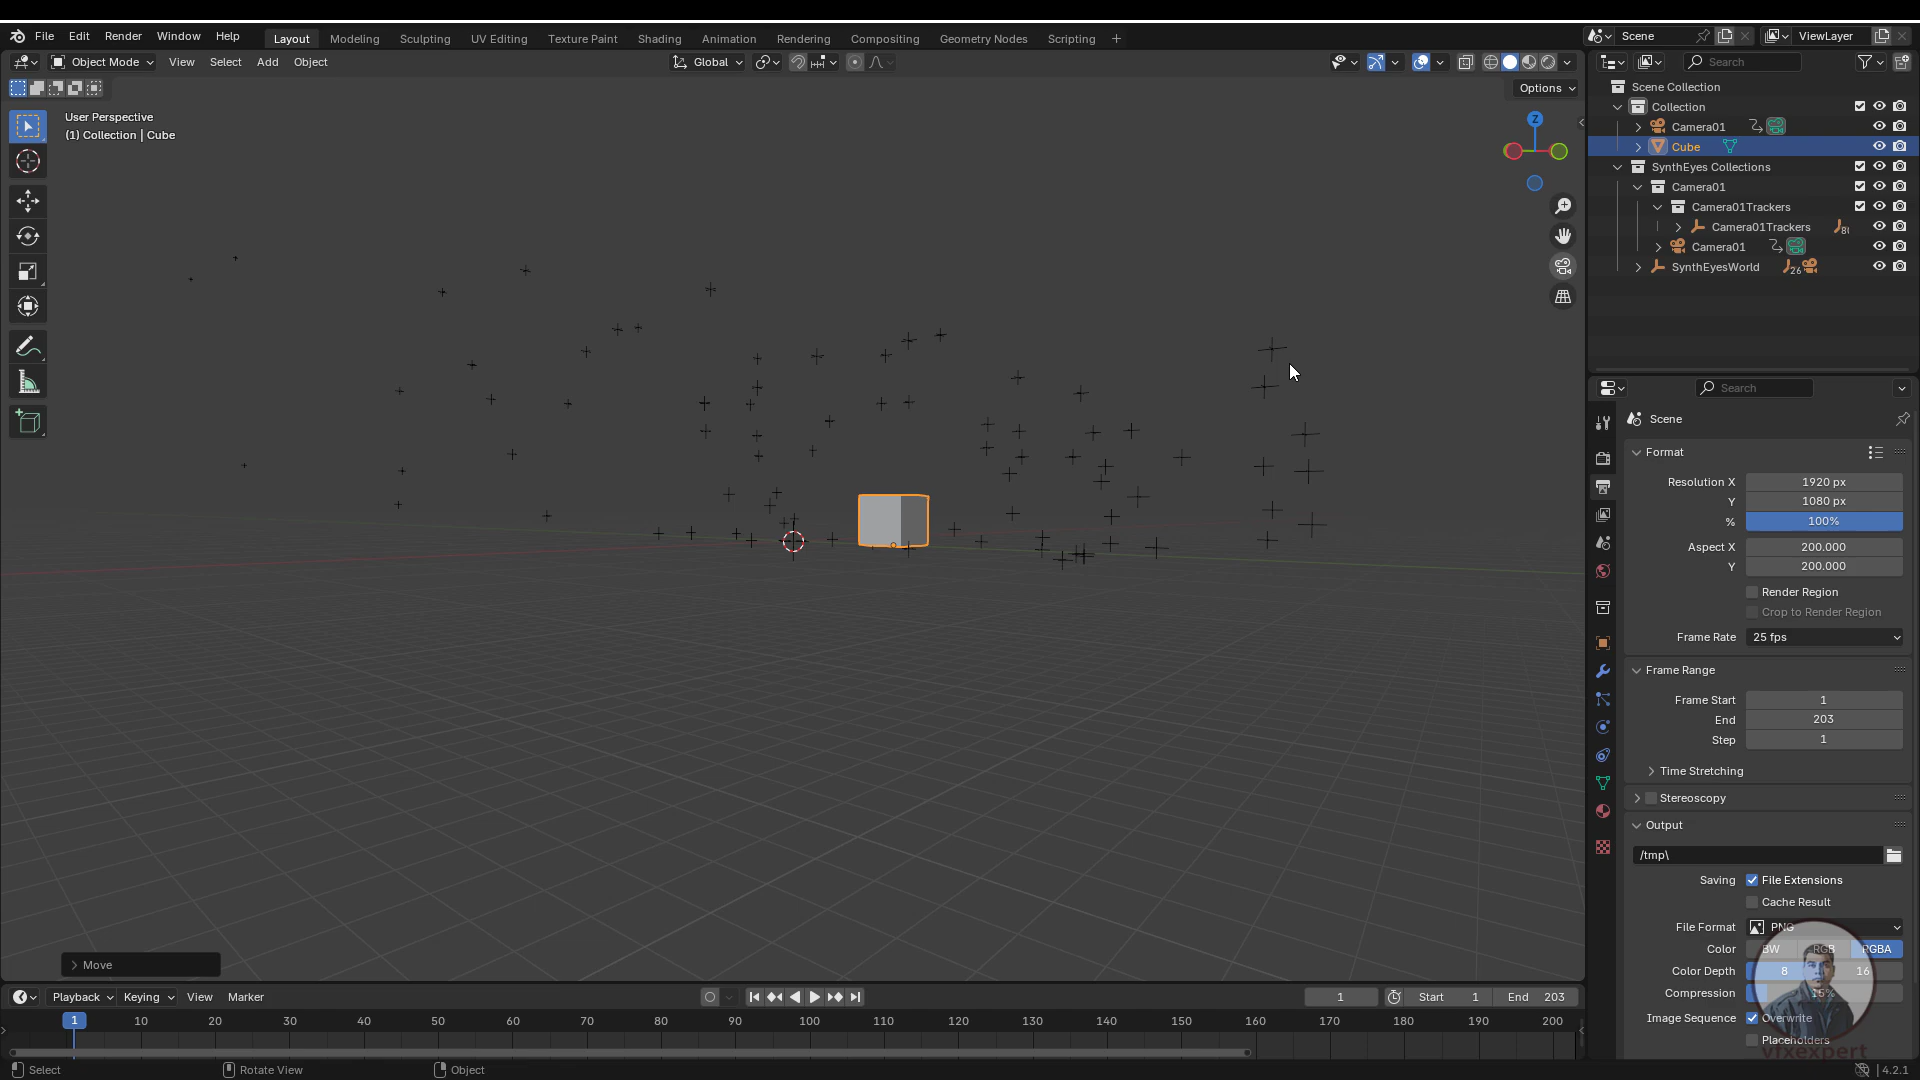 File Edit Render Window Help Layout Modeling Sculpting UV Editing Texture Paint Shading Animation Rendering Compositing Geometry Nodes Scripting + Scene ViewLayer
Object Mode View Select Add Object Global Search
Options
User Perspective
(1) Collection | Cube
Z
Scene Collection
Collection
Camera01
Cube
SynthEyes Collections
Camera01
Camera01Trackers
Camera01Trackers
Camera01
SynthEyesWorld 26
Search
Scene
Format
Resolution X 1920 px
Y 1080 px
% 100%
Aspect X 200.000
Y 200.000
Render Region
Crop to Render Region
Frame Rate 25 fps
Frame Range
Frame Start 1
End 203
Step 1
Time Stretching
Stereoscopy
Output
/tmp\
Saving File Extensions
Cache Result
File Format PNG
Color BW RGB RGBA
Color Depth 8 16
Compression 15%
Image Sequence Overwrite
Placeholders
vfxexpert
Move
Playback Keying View Marker 1 Start 1 End 203
1 10 20 30 40 50 60 70 80 90 100 110 120 130 140 150 160 170 180 190 200
Select Rotate View Object 4.2.1